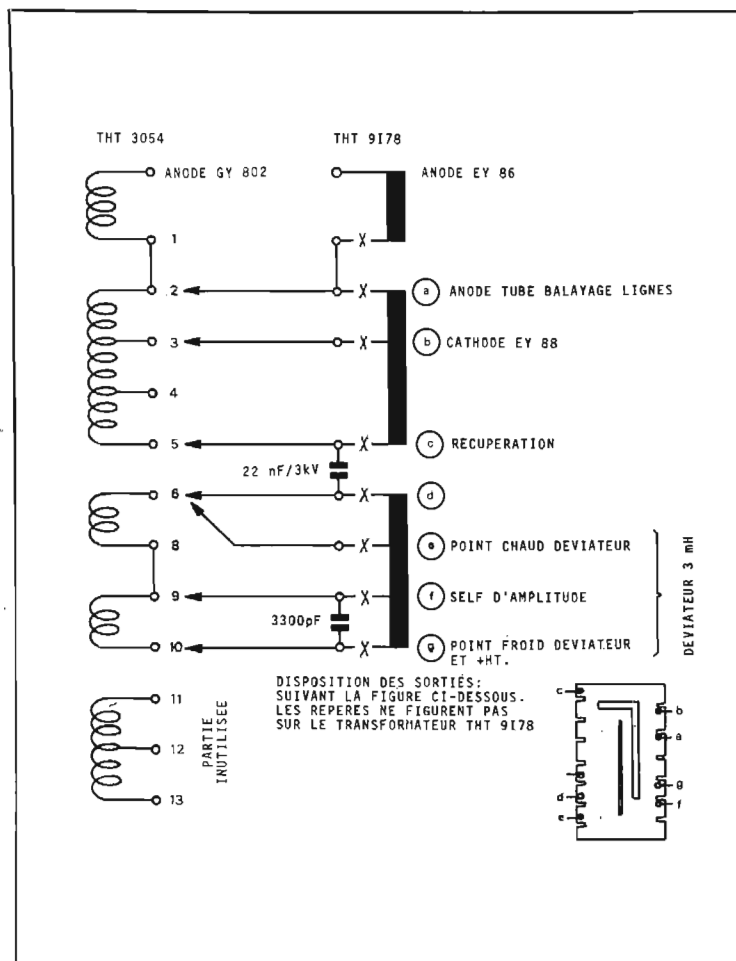 THT 3054
THT 9I78
ANODE GY 802
ANODE EY 86
1
2
a ANODE TUBE BALAYAGE LIGNES
3
b CATHODE EY 88
4
5
c RECUPERATION
22 nF/3kV
6
d
8
e POINT CHAUD DEVIATEUR
9
f SELF D'AMPLITUDE
3300pF
10
g POINT FROID DEVIATEUR
ET +HT.
DEVIATEUR 3 mH
DISPOSITION DES SORTIÉS:
SUIVANT LA FIGURE CI-DESSOUS.
LES REPERES NE FIGURENT PAS
SUR LE TRANSFORMATEUR THT 9I78
11
12
13
PARTIE
INUTILISEE
c
b
a
g
d
f
e